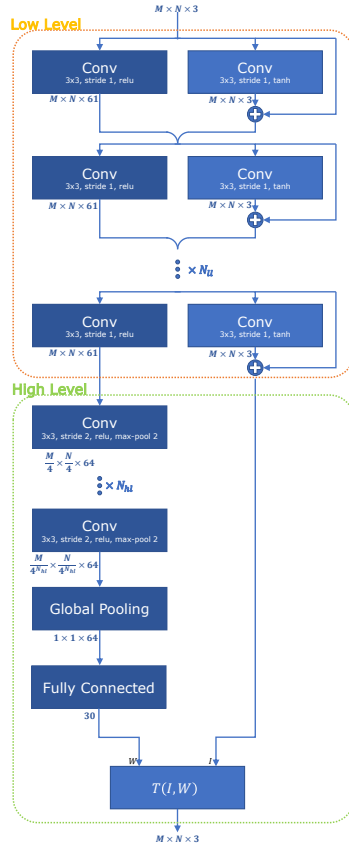 M × N × 3
Low Level
Conv
3x3, stride 1, relu
Conv
3x3, stride 1, tanh
M × N × 61
M × N × 3
Conv
3x3, stride 1, relu
Conv
3x3, stride 1, tanh
M × N × 61
M × N × 3
× N_ll
Conv
3x3, stride 1, relu
Conv
3x3, stride 1, tanh
M × N × 61
M × N × 3
High Level
Conv
3x3, stride 2, relu, max-pool 2
M/4 × N/4 × 64
× N_hl
Conv
3x3, stride 2, relu, max-pool 2
M/4^N_hl × N/4^N_hl × 64
Global Pooling
1 × 1 × 64
Fully Connected
30
W
I
T(I,W)
M × N × 3